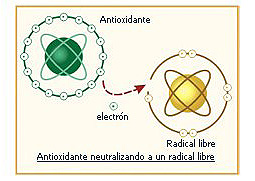 Antioxidante
electrón
Radical libre
Antioxidante neutralizando a un radical libre